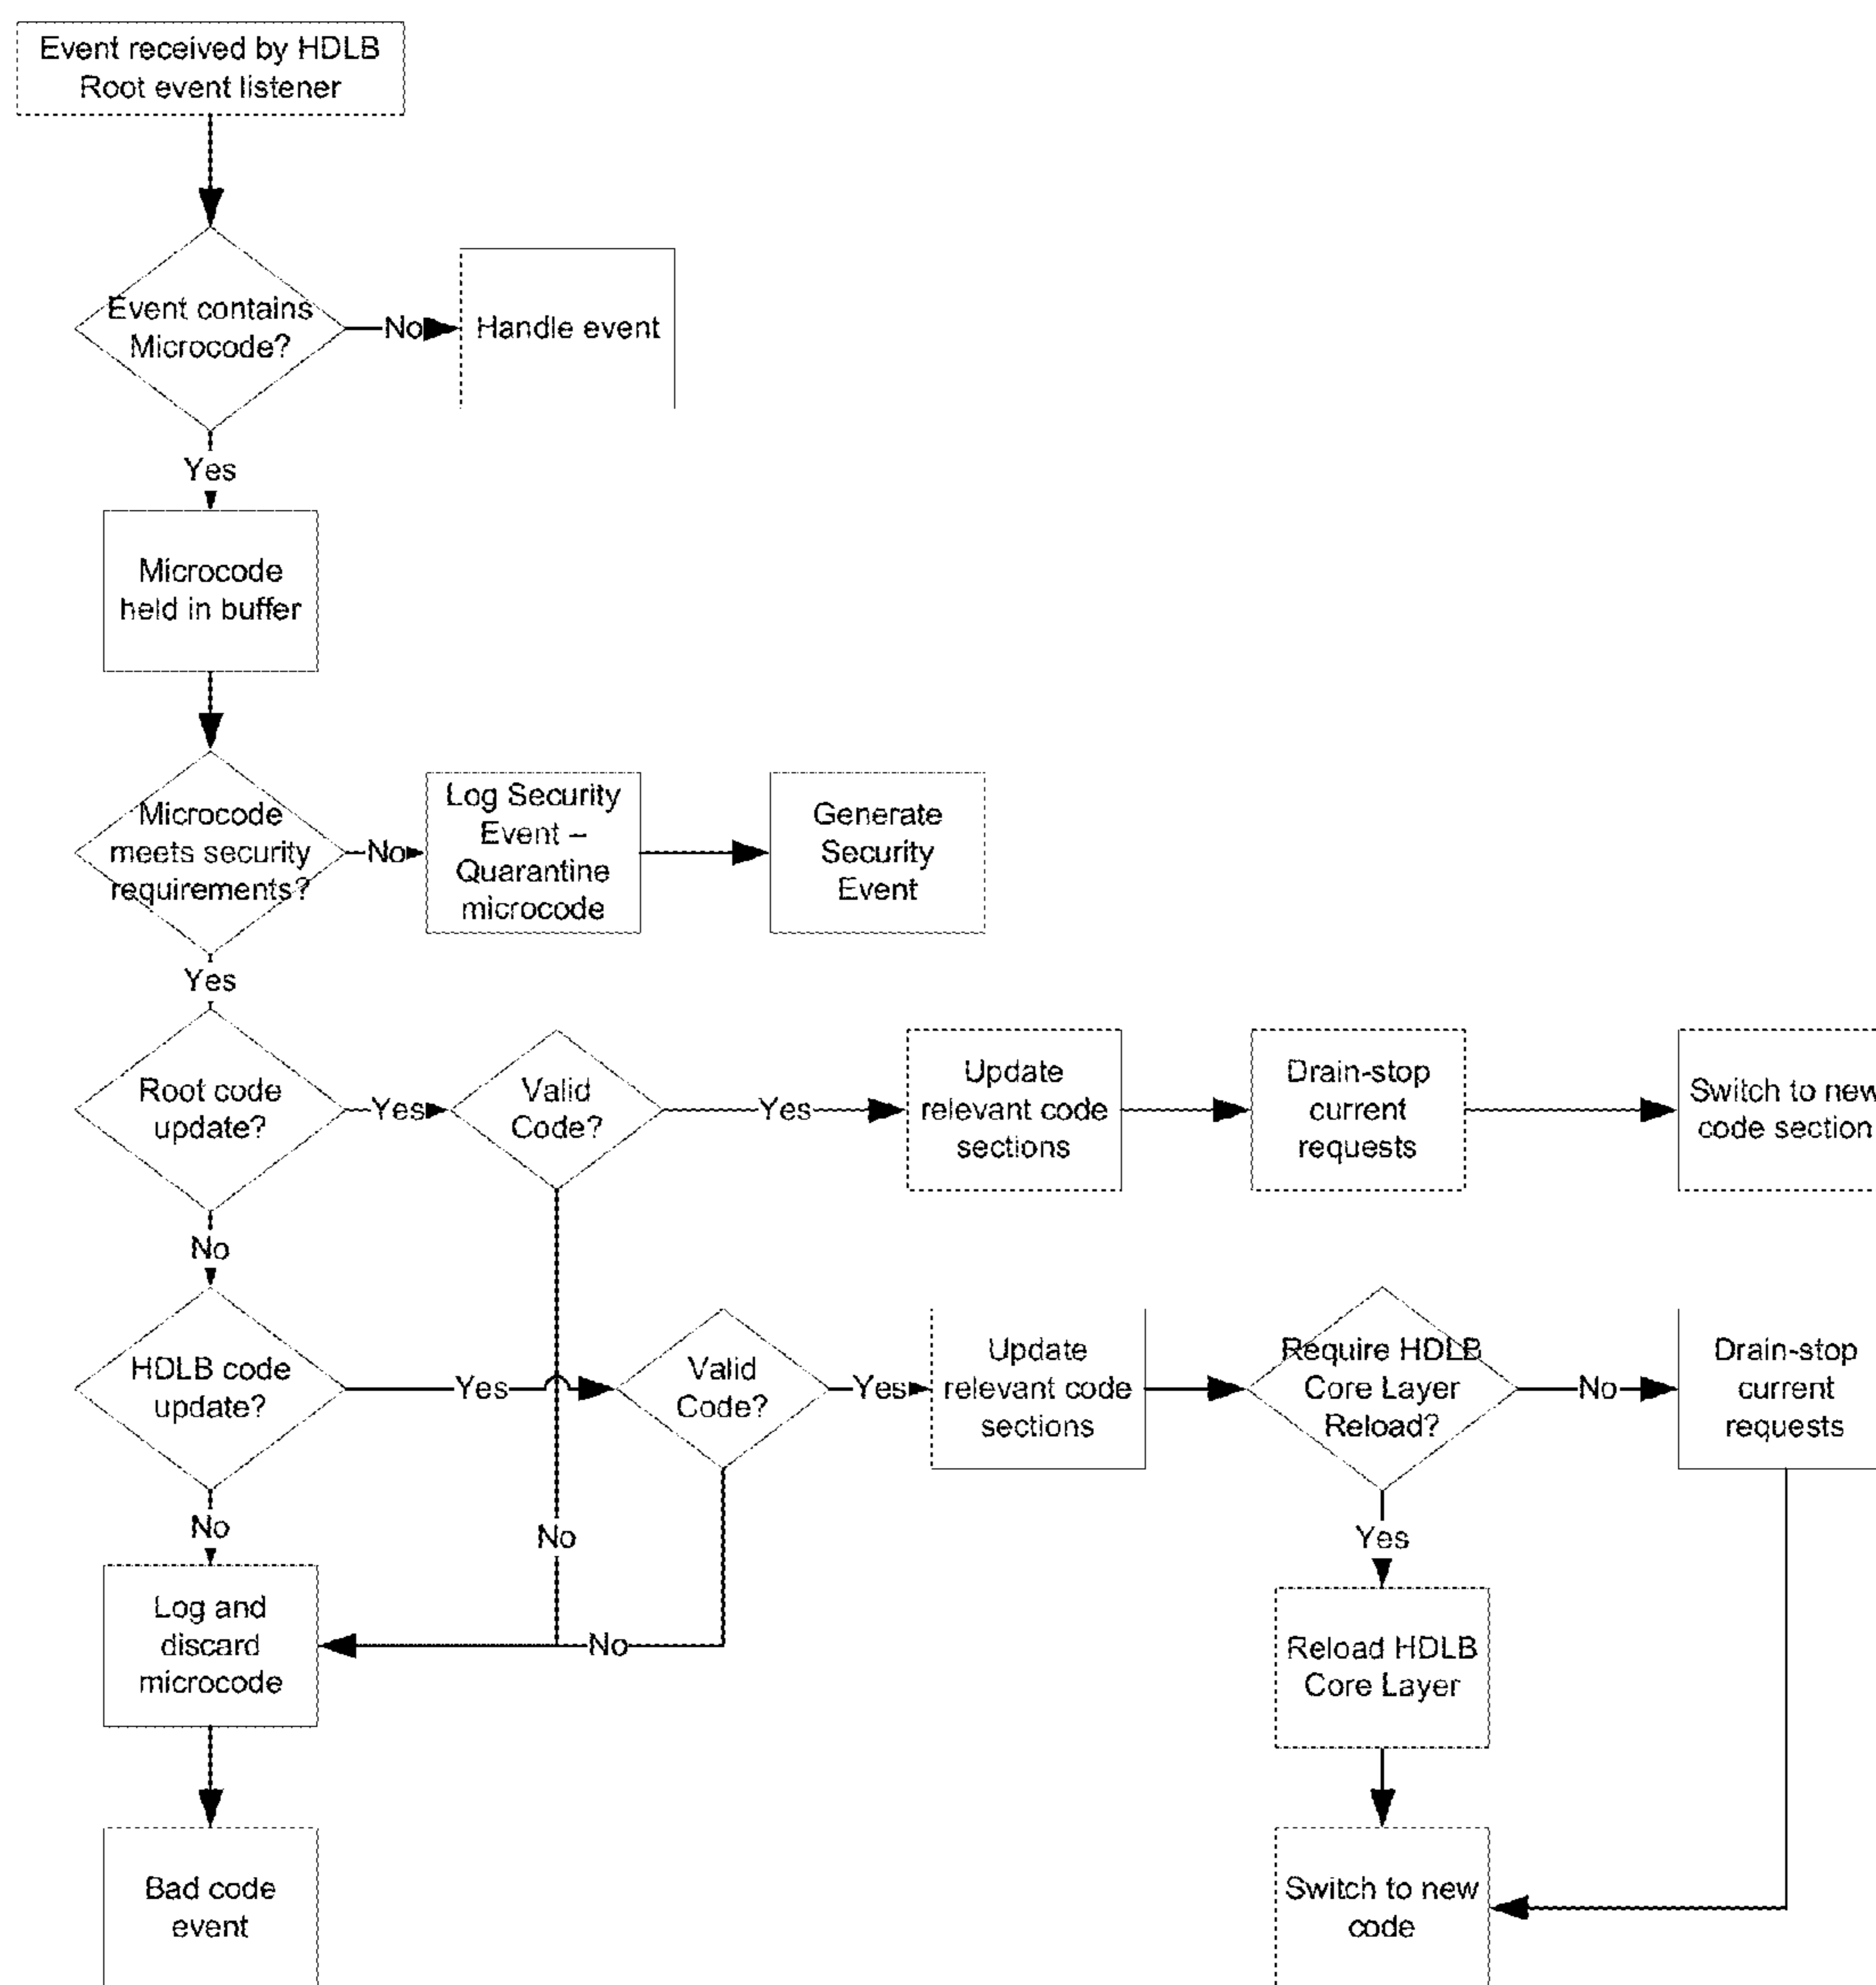 Event received by HDLB
Root event listener
Event contains
Microcode?
No
Handle event
Yes
Microcode
held in buffer
Microcode
meets security
requirements?
No
Log Security
Event –
Quarantine
microcode
Generate
Security
Event
Yes
Root code
update?
Yes
Valid
Code?
Yes
Update
relevant code
sections
Drain-stop
current
requests
Switch to new
code section
No
HDLB code
update?
Yes
Valid
Code?
Yes
Update
relevant code
sections
Require HDLB
Core Layer
Reload?
No
Drain-stop
current
requests
No
No
Yes
Log and
discard
microcode
No
Reload HDLB
Core Layer
Bad code
event
Switch to new
code